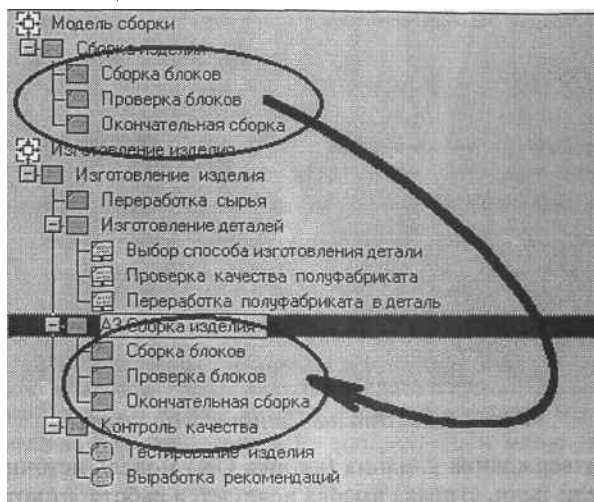 Модель сборки
Сборка изделия
Сборка блоков
Проверка блоков
Окончательная сборка
Изготовление изделия
Изготовление изделия
Переработка сырья
Изготовление деталей
Выбор способа изготовления детали
Проверка качества полуфабриката
Переработка полуфабриката в деталь
А3 Сборка изделия
Сборка блоков
Проверка блоков
Окончательная сборка
Контроль качества
Тестирование изделия
Выработка рекомендаций